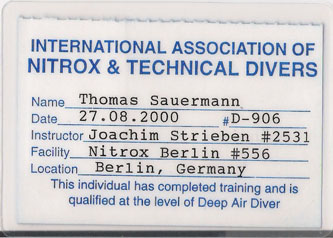 INTERNATIONAL ASSOCIATION OF
NITROX & TECHNICAL DIVERS
Name Thomas Sauermann
Date 27.08.2000 #D-906
Instructor Joachim Strieben #2531
Facility Nitrox Berlin #556
Location Berlin, Germany
This individual has completed training and is
qualified at the level of Deep Air Diver